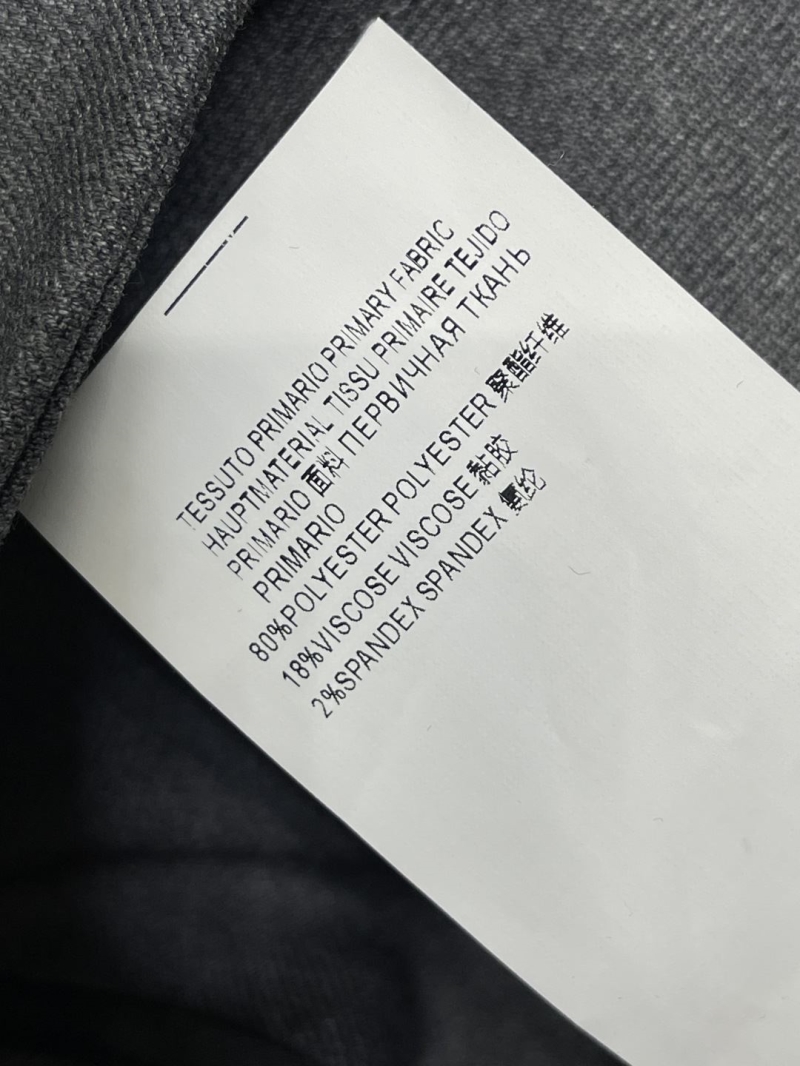 TESSUTO PRIMARIO PRIMARY FABRIC
HAUPTMATERIAL TISSU PRIMAIRE TEJIDO
PRIMARIO 面料 ПЕРВИЧНАЯ ТКАНЬ
PRIMARIO
80%POLYESTER POLYESTER 聚酯纤维
18%VISCOSE VISCOSE 黏胶
2%SPANDEX SPANDEX 氨纶